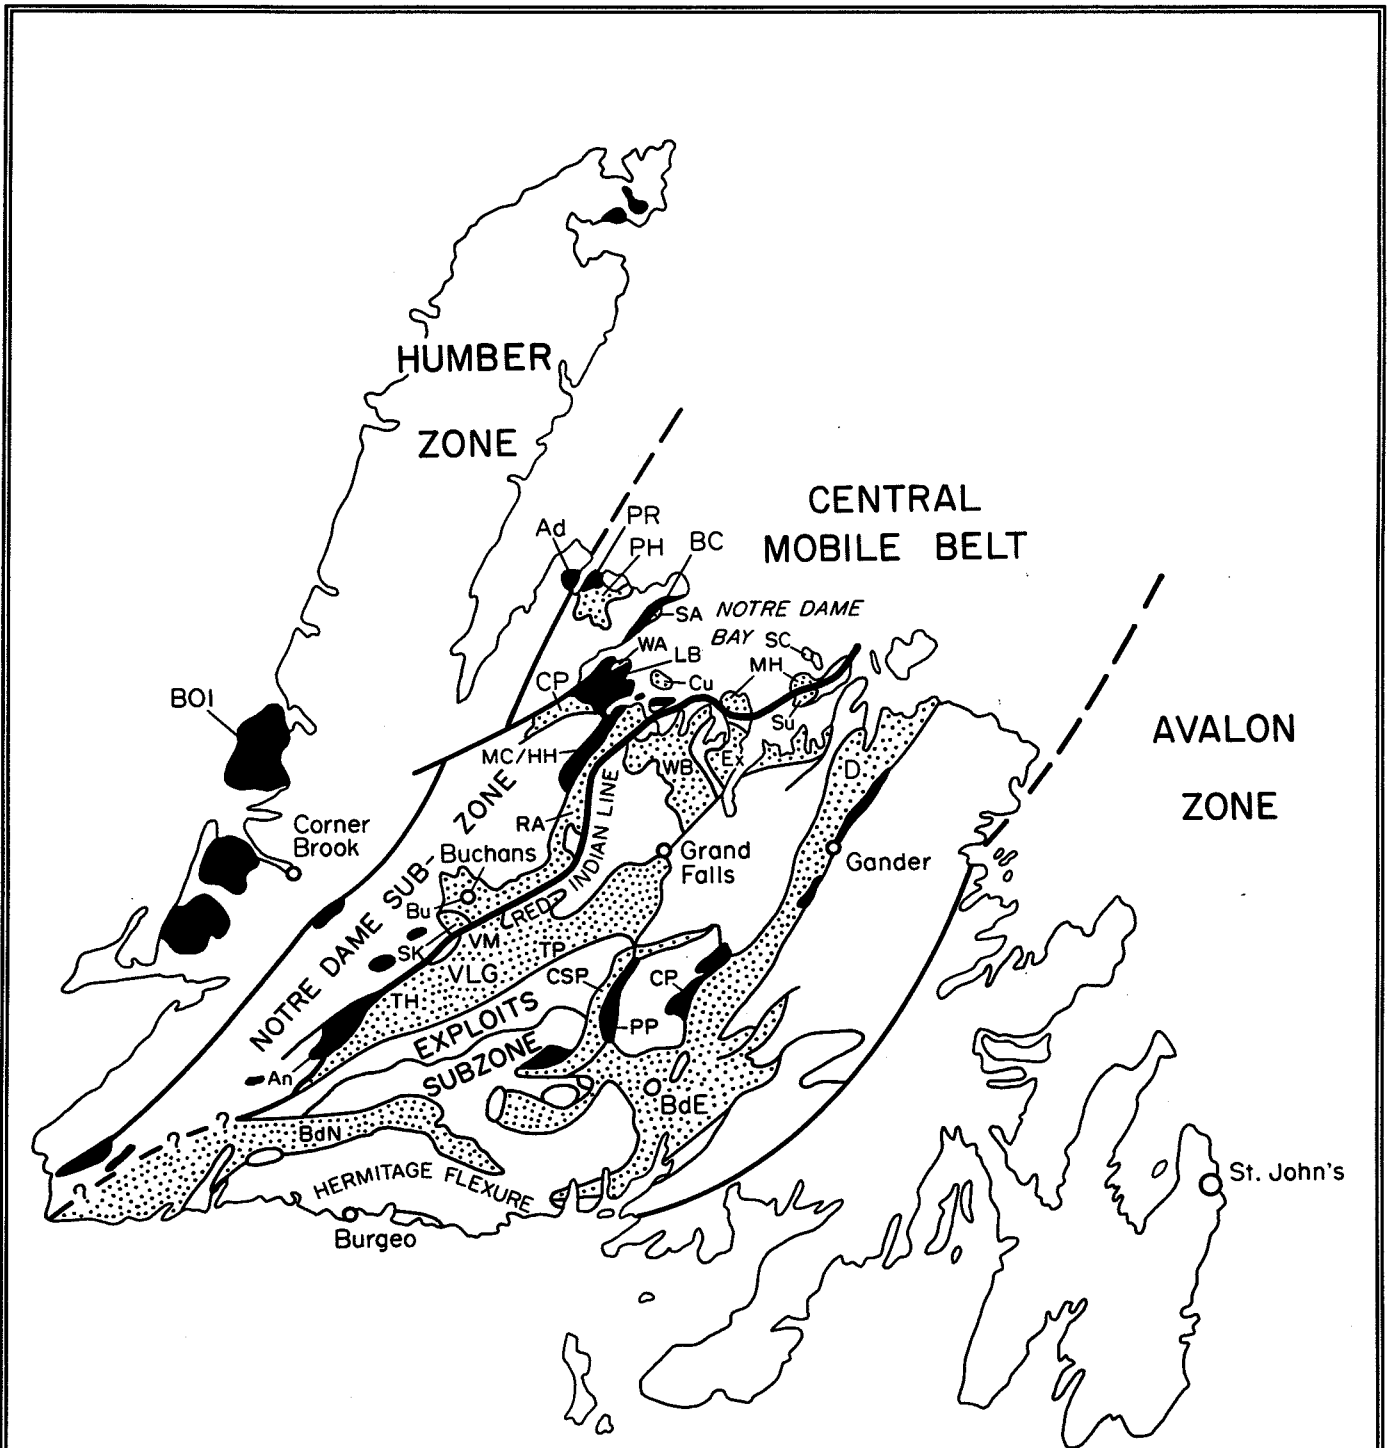 HUMBER
ZONE
CENTRAL
MOBILE BELT
PR
Ad
PH
BC
SA
NOTRE DAME
BAY
SC
WA
LB
MH
CP
Cu
BOI
Su
AVALON
ZONE
MC/HH
WB
Ex
D
NOTRE DAME SUB-ZONE
RA
RED INDIAN LINE
Corner
Brook
Buchans
Grand
Falls
Gander
Bu
VM
SK
TP
VLG
CSP
CP
TH
PP
EXPLOITS
SUBZONE
An
BdE
?
?
?
BdN
HERMITAGE FLEXURE
St. John's
Burgeo